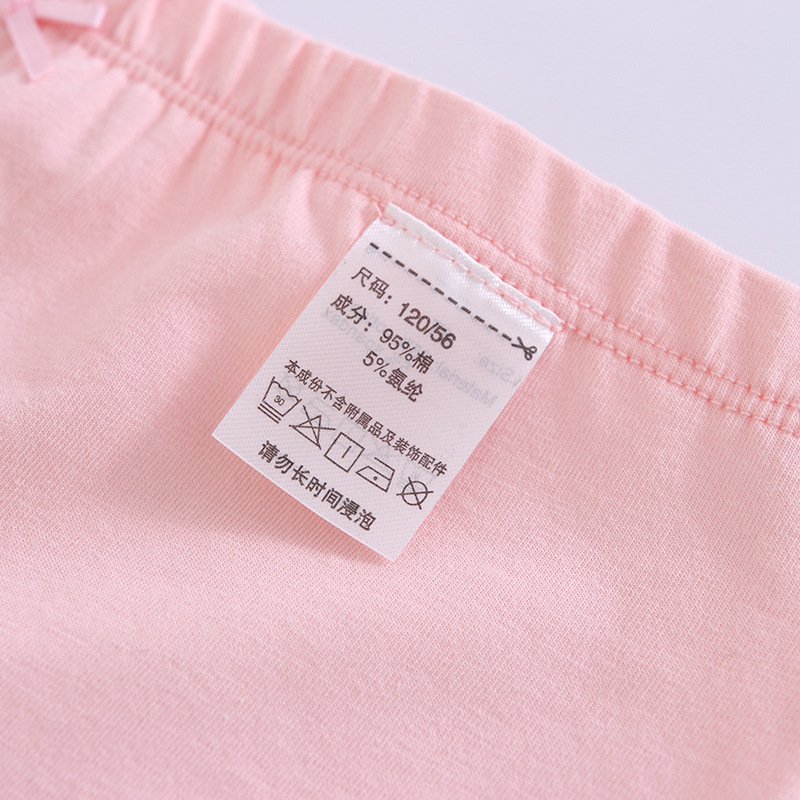 尺码：120/56
成分：95%棉
5%氨纶
本成份不含附属品及装饰配件
30
请勿长时间浸泡